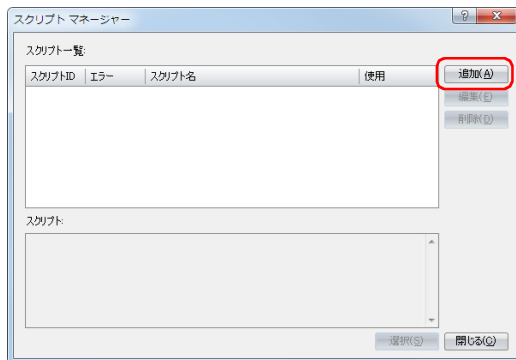 スクリプト マネージャー
スクリプト一覧:
スクリプトID エラー スクリプト名 使用
追加(A)
編集(E)
削除(D)
スクリプト:
選択(S) 閉じる(C)